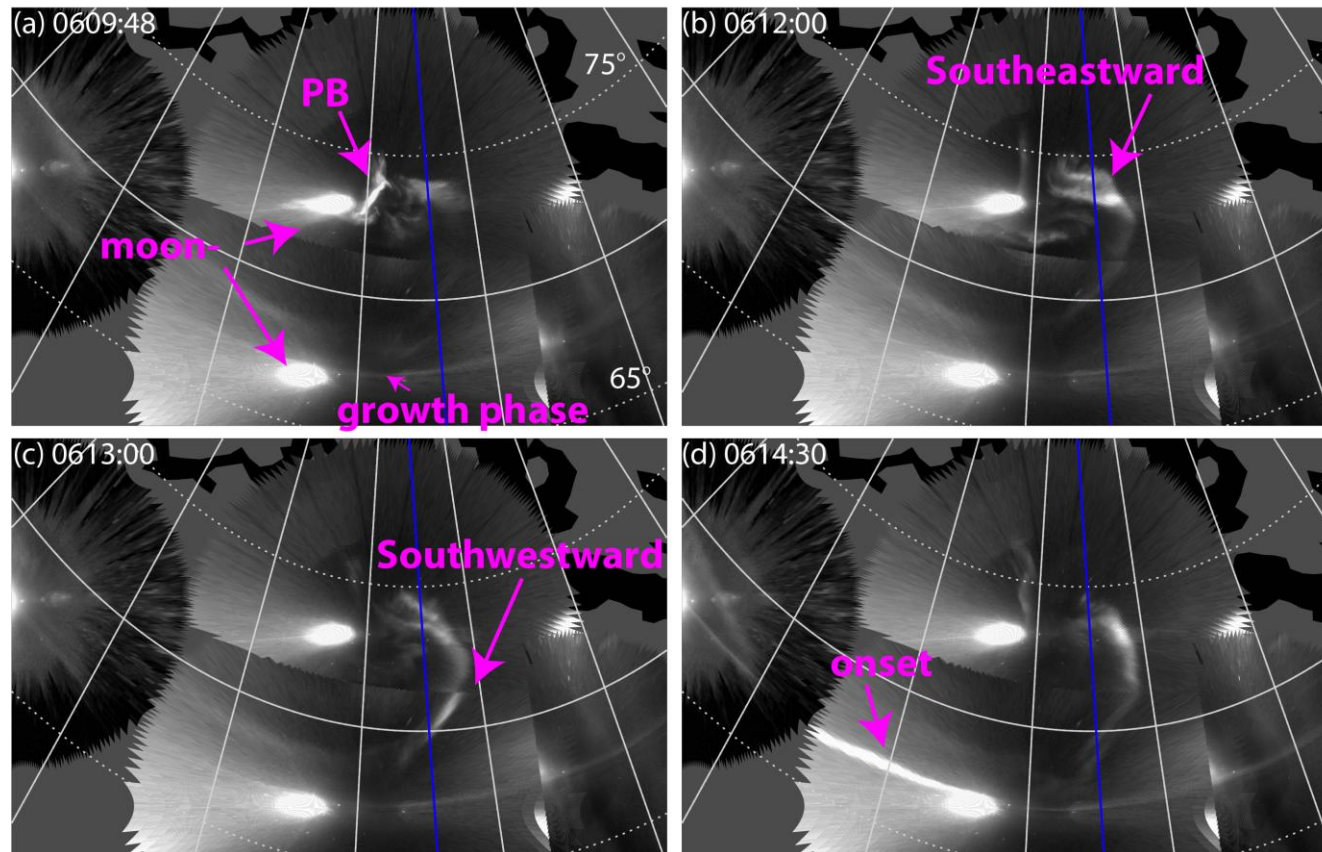 (a) 0609:48
75°
PB
moon-
65°
growth phase
(b) 0612:00
Southeastward
(c) 0613:00
Southwestward
(d) 0614:30
onset